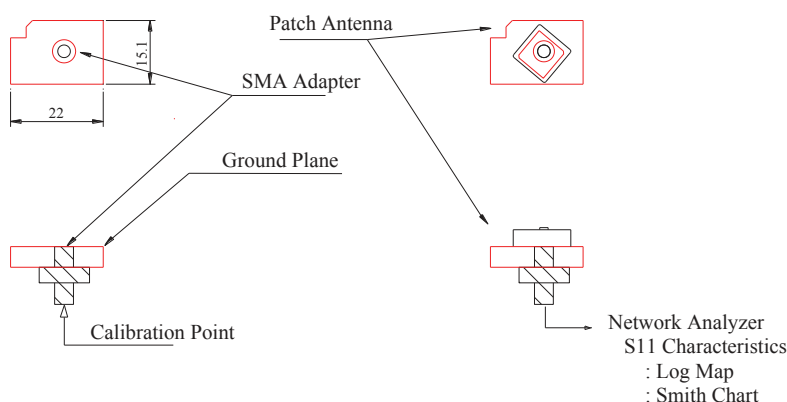 Patch Antenna
15.1
SMA Adapter
22
Ground Plane
Calibration Point
Network Analyzer
S11 Characteristics
: Log Map
: Smith Chart